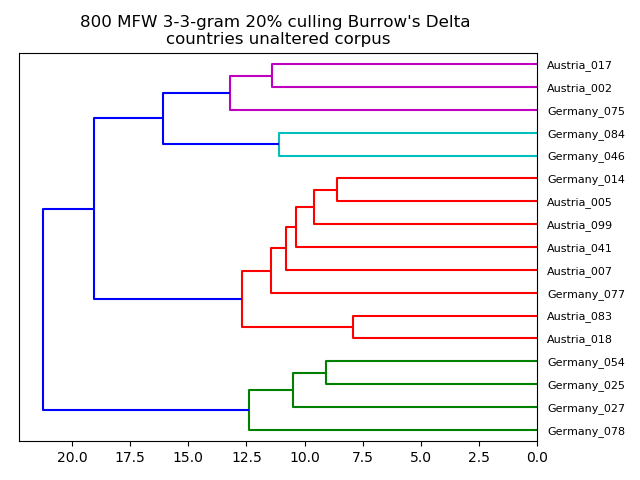 800 MFW 3-3-gram 20% culling Burrow's Delta
countries unaltered corpus
Austria_017
Austria_002
Germany_075
Germany_084
Germany_046
Germany_014
Austria_005
Austria_099
Austria_041
Austria_007
Germany_077
Austria_083
Austria_018
Germany_054
Germany_025
Germany_027
Germany_078
20.0 17.5 15.0 12.5 10.0 7.5 5.0 2.5 0.0